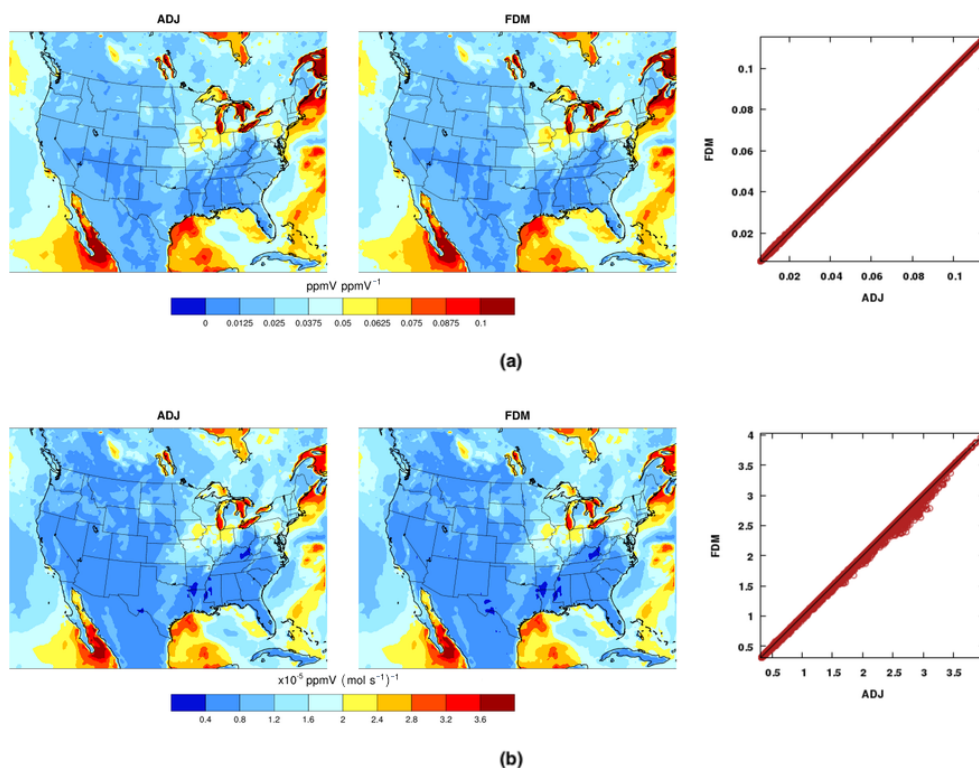 ADJ FDM
0.1
0.08
0.06
0.04
0.02
FDM
0.02 0.04 0.06 0.08 0.1
ADJ
ppmV ppmV⁻¹
0 0.0125 0.025 0.0375 0.05 0.0625 0.075 0.0875 0.1
(a)
ADJ FDM
4
3.5
3
2.5
2
1.5
1
0.5
FDM
0.5 1 1.5 2 2.5 3 3.5
ADJ
x10⁻⁵ ppmV (mol s⁻¹)⁻¹
0.4 0.8 1.2 1.6 2 2.4 2.8 3.2 3.6
(b)